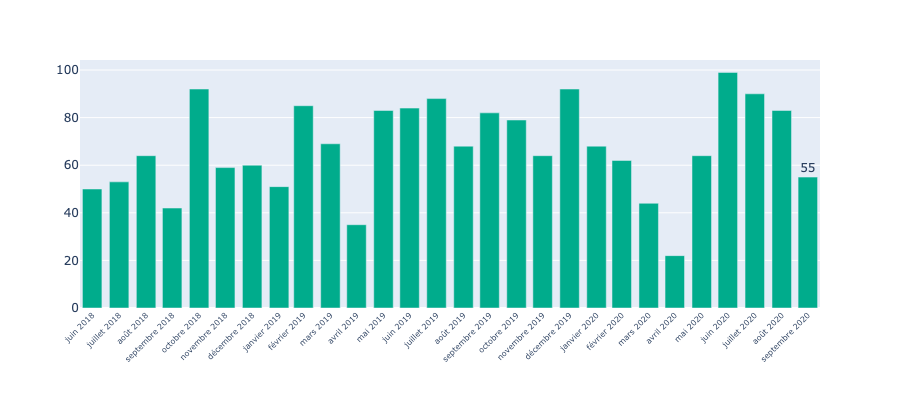 100
80
60
40
20
0
55
juin 2018
juillet 2018
août 2018
septembre 2018
octobre 2018
novembre 2018
décembre 2018
janvier 2019
février 2019
mars 2019
avril 2019
mai 2019
juin 2019
juillet 2019
août 2019
septembre 2019
octobre 2019
novembre 2019
décembre 2019
janvier 2020
février 2020
mars 2020
avril 2020
mai 2020
juin 2020
juillet 2020
août 2020
septembre 2020